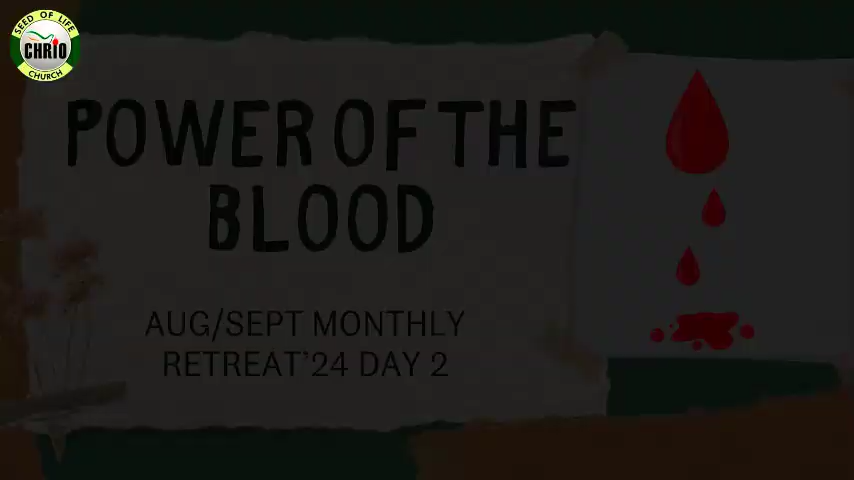 SEED OF LIFE
CHRIO
CHURCH
POWER OF THE
BLOOD
AUG/SEPT MONTHLY
RETREAT'24 DAY 2